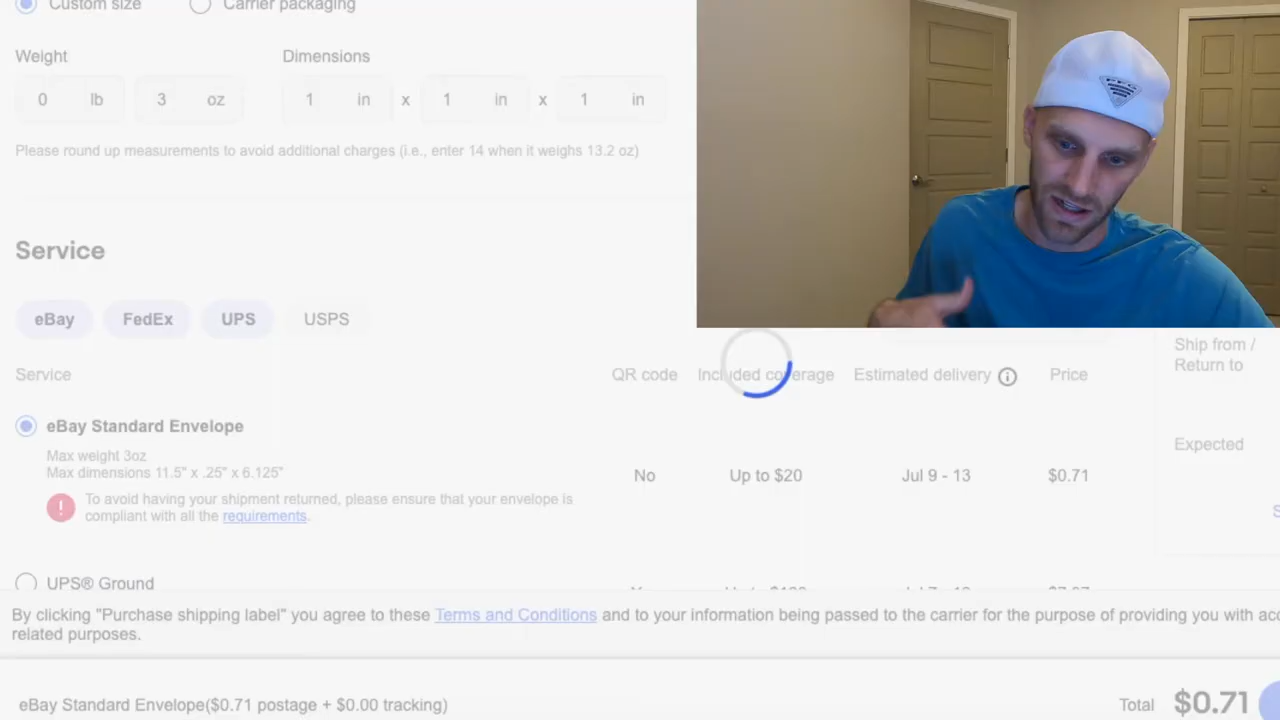 Custom size Carrier packaging
Weight Dimensions
0 lb 3 oz 1 in x 1 in x 1 in
Please round up measurements to avoid additional charges (i.e., enter 14 when it weighs 13.2 oz)
Service
eBay FedEx UPS USPS
Ship from /
Return to
Service QR code Included coverage Estimated delivery Price
eBay Standard Envelope
Expected
Max weight 3oz
Max dimensions 11.5" x .25" x 6.125"
No Up to $20 Jul 9 - 13 $0.71
To avoid having your shipment returned, please ensure that your envelope is
compliant with all the requirements.
UPS® Ground
By clicking "Purchase shipping label" you agree to these Terms and Conditions and to your information being passed to the carrier for the purpose of providing you with
related purposes.
eBay Standard Envelope($0.71 postage + $0.00 tracking) Total $0.71